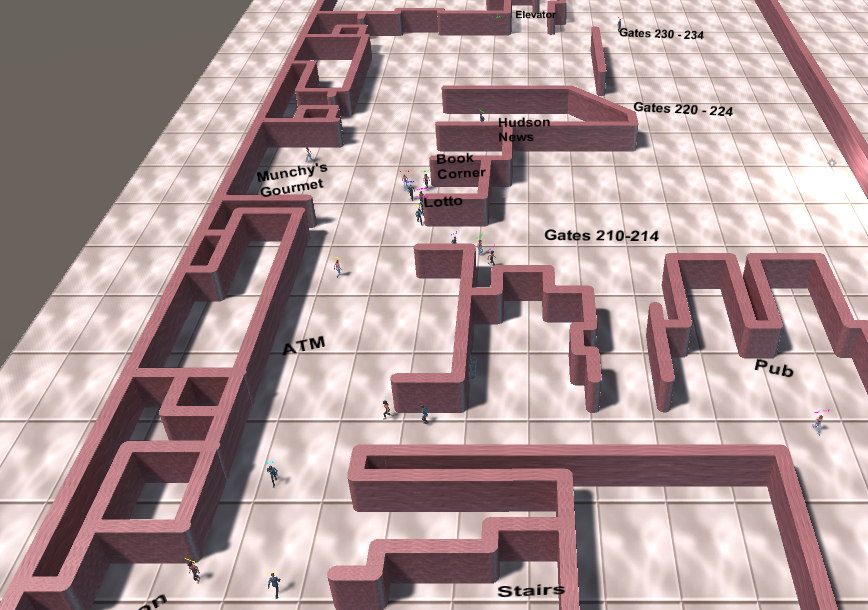 Elevator
Gates 230 - 234
Gates 220 - 224
Hudson
News
Book
Corner
Munchy's
Gourmet
Lotto
Gates 210-214
ATM
Pub
Stairs